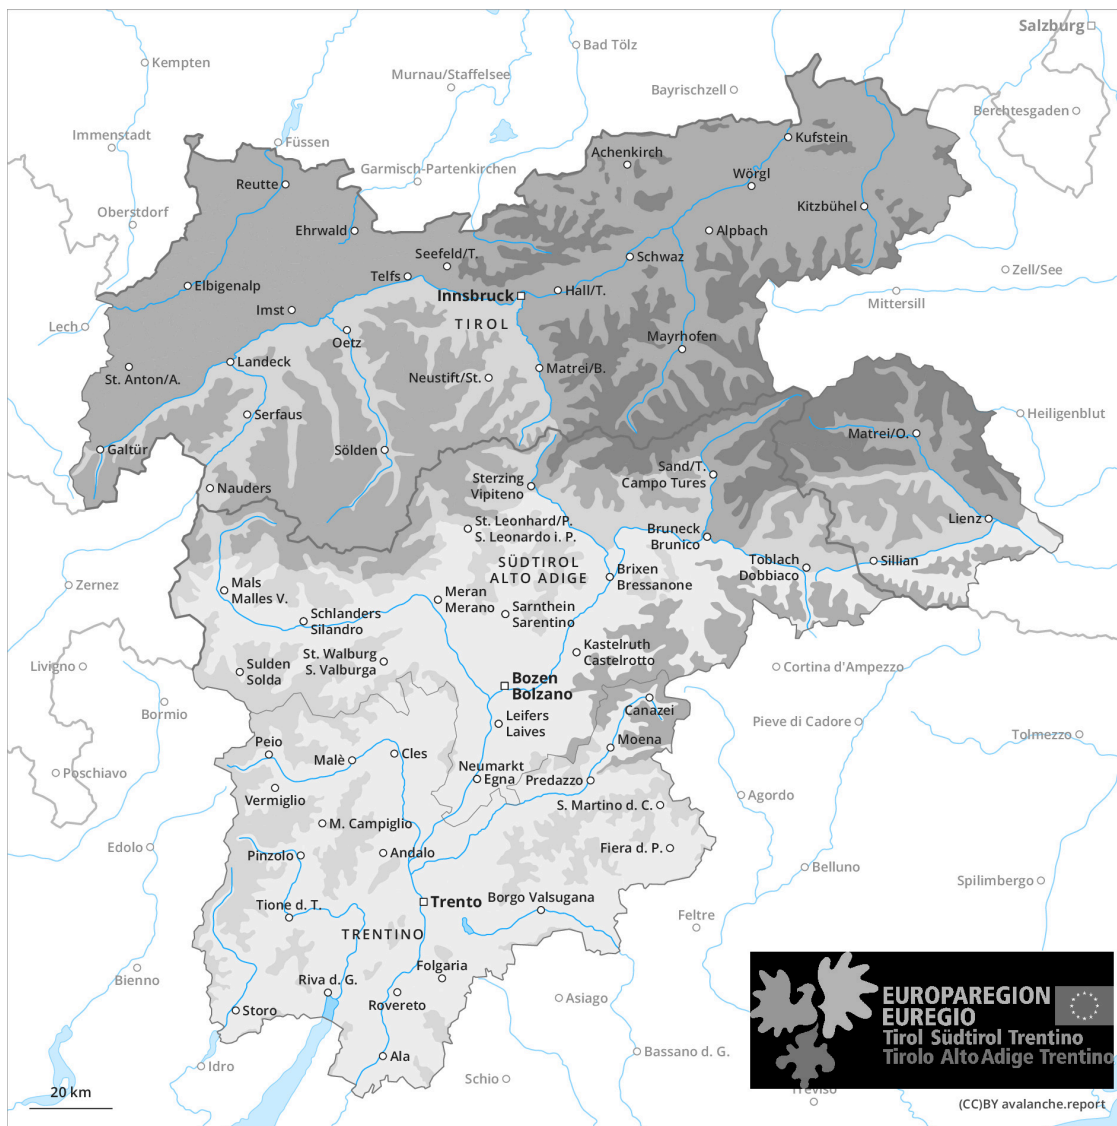 Salzburg
Bad Tölz
Kempten
Murnau/Staffelsee
Bayrischzell
Berchtesgaden
Immenstadt
Füssen
Kufstein
Achenkirch
Garmisch-Partenkirchen
Wörgl
Reutte
Kitzbühel
Oberstdorf
Ehrwald
Alpbach
Seefeld/T.
Schwaz
Zell/See
Telfs
Elbigenalp
Hall/T.
Innsbruck
Mittersill
Imst
TIROL
Lech
Oetz
Mayrhofen
Landeck
Matrei/B.
St. Anton/A.
Neustift/St.
Serfaus
Heiligenblut
Matrei/O.
Galtür
Sölden
Sand/T.
Campo Tures
Sterzing
Vipiteno
Nauders
Lienz
St. Leonhard/P.
S. Leonardo i. P.
Bruneck
Brunico
SÜDTIROL
ALTO ADIGE
Toblach
Dobbiaco
Sillian
Brixen
Bressanone
Zernez
Mals
Malles V.
Meran
Merano
Schlanders
Silandro
Sarnthein
Sarentino
Kastelruth
Castelrotto
St. Walburg
S. Valburga
Livigno
Sulden
Solda
Cortina d'Ampezzo
Bozen
Bolzano
Bormio
Canazei
Leifers
Laives
Pieve di Cadore
Tolmezzo
Moena
Peio
Cles
Malè
Poschiavo
Neumarkt
Egna
Predazzo
Vermiglio
Agordo
S. Martino d. C.
M. Campiglio
Edolo
Pinzolo
Andalo
Fiera d. P.
Belluno
Spilimbergo
Tione d. T.
Trento
Borgo Valsugana
Feltre
TRENTINO
Bienno
Folgaria
Riva d. G.
Rovereto
Asiago
Storo
EUROPAREGION
EUREGIO
Tirol Südtirol Trentino
Tirolo Alto Adige Trentino
Ala
Bassano d. G.
Idro
Schio
20 km
Treviso
(CC)BY avalanche.report